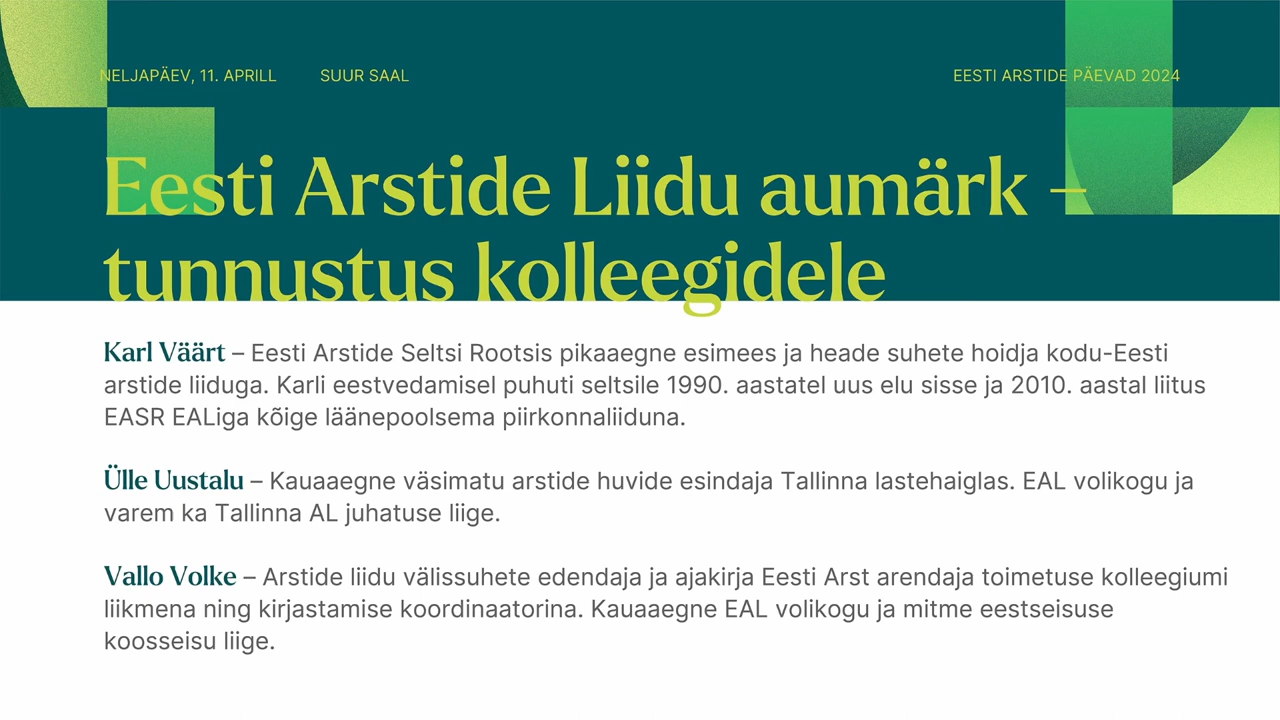 NELJAPÄEV, 11. APRILL SUUR SAAL EESTI ARSTIDE PÄEVAD 2024
Eesti Arstide Liidu aumärk –
tunnustus kolleegidele
Karl Väärt – Eesti Arstide Seltsi Rootsis pikaaegne esimees ja heade suhete hoidja kodu-Eesti
arstide liiduga. Karli eestvedamisel puhuti seltsile 1990. aastatel uus elu sisse ja 2010. aastal liitus
EASR EALiga kõige läänepoolsema piirkonnaliiduna.
Ülle Uustalu – Kauaaegne väsimatu arstide huvide esindaja Tallinna lastehaiglas. EAL volikogu ja
varem ka Tallinna AL juhatuse liige.
Vallo Volke – Arstide liidu välissuhete edendaja ja ajakirja Eesti Arst arendaja toimetuse kolleegiumi
liikmena ning kirjastamise koordinaatorina. Kauaaegne EAL volikogu ja mitme eestseisuse
koosseisu liige.